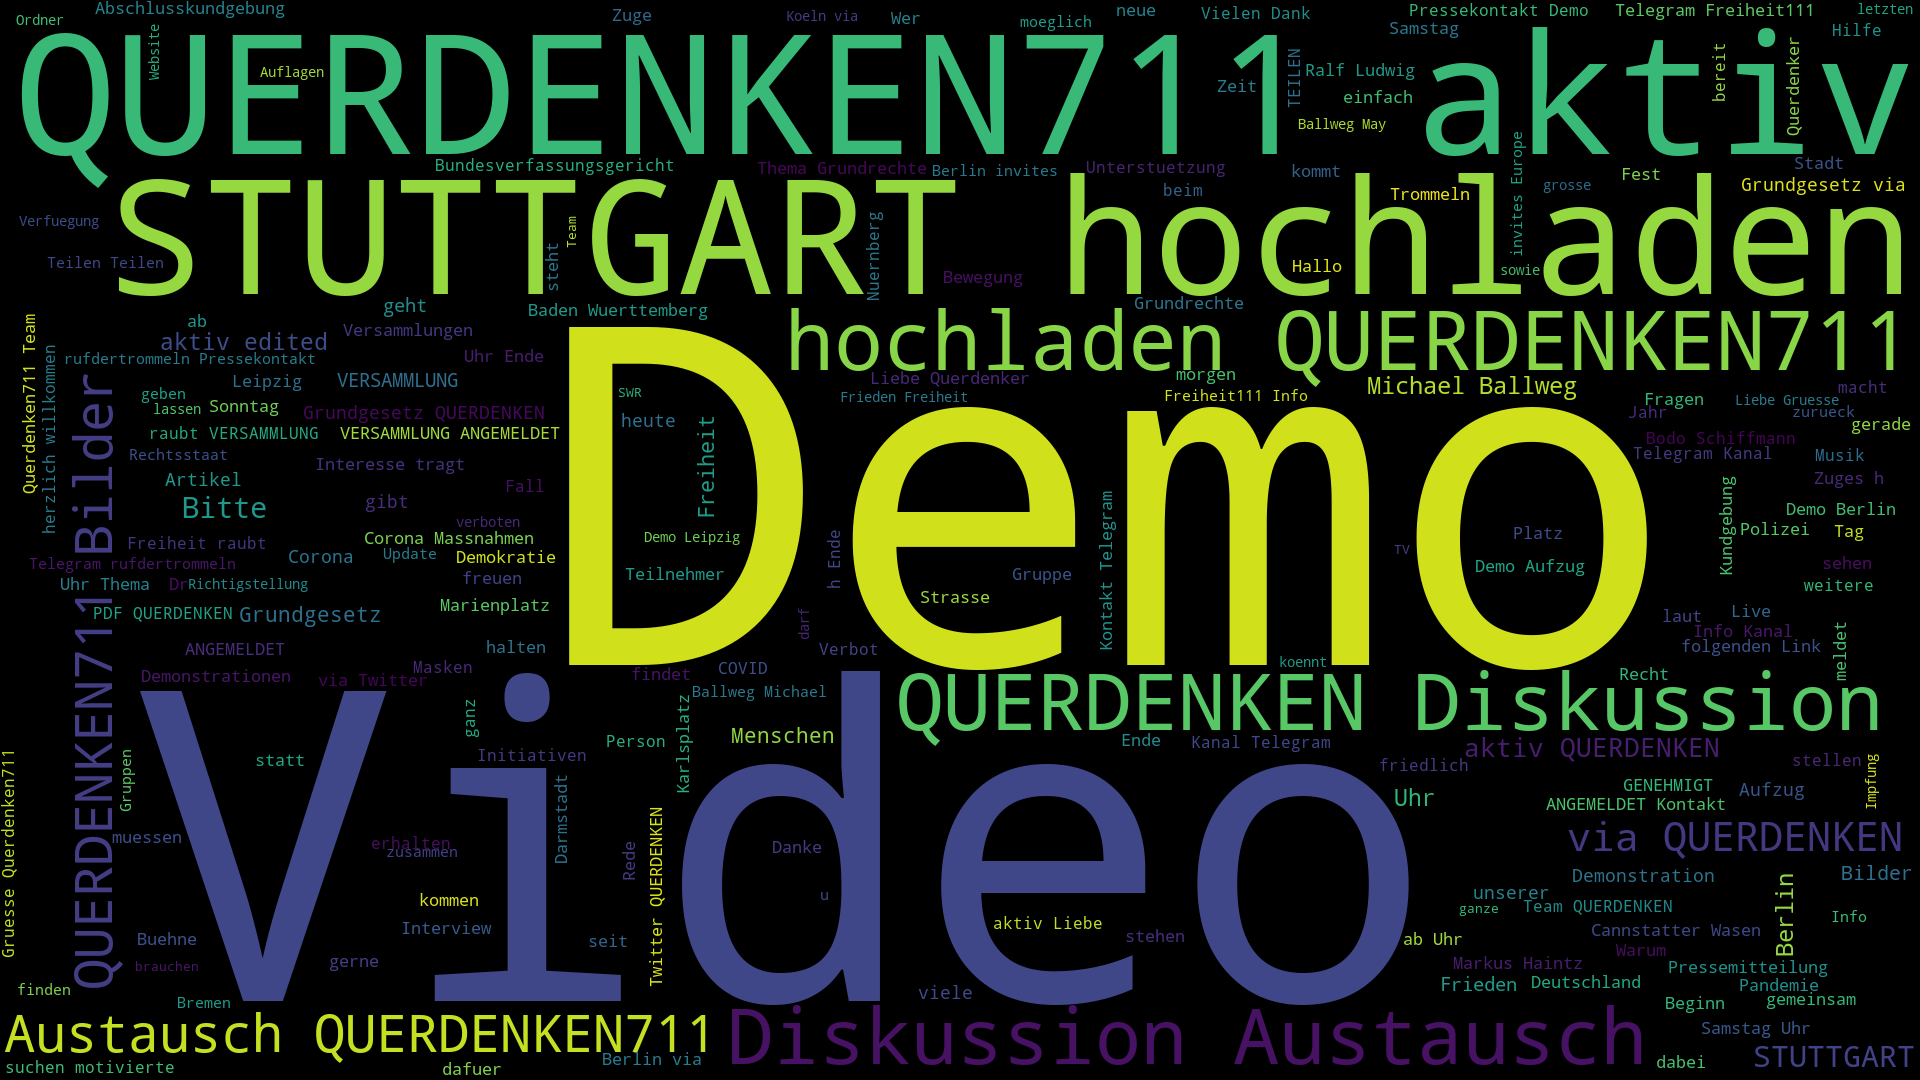 Ordner
Abschlusskundgebung
Zuge
Koeln via
Wer
moeglich
neue
Vielen Dank
Pressekontakt Demo
Telegram Freiheit111
letzten
Website
QUERDENKEN711 aktiv
Samstag
Hilfe
Auflagen
Zeit
TEILEN
Ralf Ludwig
einfach
Ballweg May
bereit
Querdenker
Bundesverfassungsgericht
Thema Grundrechte
Berlin invites
Unterstuetzung
kommt
invites Europe
Stadt
STUTTGART hochladen
beim
Trommeln
grosse
Fest
Grundgesetz via
Verfuegung
Team
steht
Nuernberg
Teilen Teilen
Bewegung
Hallo
sowie
geht
Baden Wuerttemberg
Grundrechte
ab
aktiv edited
Versammlungen
hochladen QUERDENKEN711
Querdenken711 Team
herzlich willkommen
rufdertrommeln Pressekontakt
Uhr Ende
Leipzig
VERSAMMLUNG
Liebe Querdenker
morgen
Michael Ballweg
macht
geben
lassen
Sonntag
Grundgesetz QUERDENKEN
SWR
heute
Freiheit
Frieden Freiheit
Freiheit111 Info
Fragen
Liebe Gruesse
Jahr
zurueck
gerade
raubt VERSAMMLUNG
VERSAMMLUNG ANGEMELDET
Bodo Schiffmann
Rechtsstaat
Interesse tragt
Telegram Kanal
Musik
Artikel
Fall
Zuges h
Bitte
gibt
Demo
verboten
Demo Berlin
Kundgebung
Freiheit raubt
Corona Massnahmen
Demo Leipzig
h Ende
Kontakt Telegram
TV
Platz
Polizei
Tag
Corona
Update
Demokratie
Telegram rufdertrommeln
Teilnehmer
Gruppe
Demo Aufzug
sehen
Uhr Thema
Dr
Richtigstellung
freuen
Strasse
weitere
PDF QUERDENKEN
Grundgesetz
Marienplatz
darf
laut
Live
Info Kanal
ANGEMELDET
halten
Verbot
folgenden Link
meldet
QUERDENKEN711 Bilder
Demonstrationen
via Twitter
Masken
findet
COVID
koennt
Recht
Ballweg Michael
QUERDENKEN Diskussion
ganz
Karlsplatz
Person
Menschen
Ende
Kanal Telegram
aktiv QUERDENKEN
Gruesse Querdenken711
Gruppen
statt
Initiativen
friedlich
stellen
Impfung
Video
Darmstadt
GENEHMIGT
Aufzug
Uhr
ANGEMELDET Kontakt
muessen
erhalten
zusammen
Rede
Twitter QUERDENKEN
Danke
via QUERDENKEN
Demonstration
Bilder
u
unserer
kommen
ganze
Team QUERDENKEN
Berlin
Info
aktiv Liebe
Interview
Buehne
seit
stehen
ab Uhr
Cannstatter Wasen
Warum
brauchen
gerne
Markus Haintz
Pressemitteilung
finden
Bremen
viele
Frieden
Deutschland
Pandemie
Beginn
gemeinsam
Austausch QUERDENKEN711
Diskussion Austausch
Samstag Uhr
suchen motivierte
dafuer
Berlin via
dabei
STUTTGART